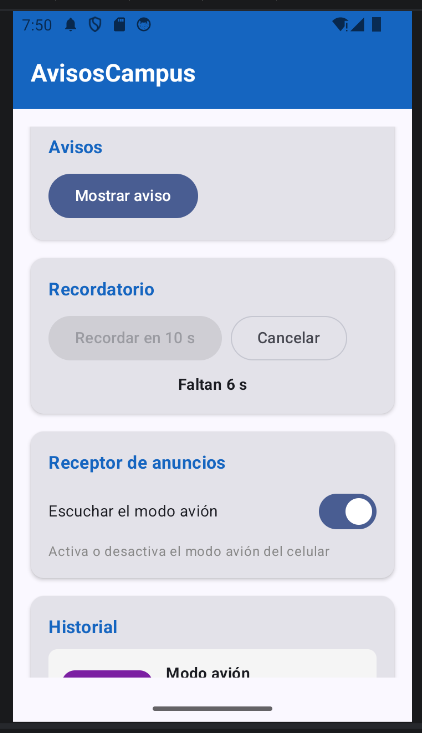 7:50
AvisosCampus
Avisos
Mostrar aviso
Recordatorio
Recordar en 10 s
Cancelar
Faltan 6 s
Receptor de anuncios
Escuchar el modo avión
Activa o desactiva el modo avión del celular
Historial
Modo avión